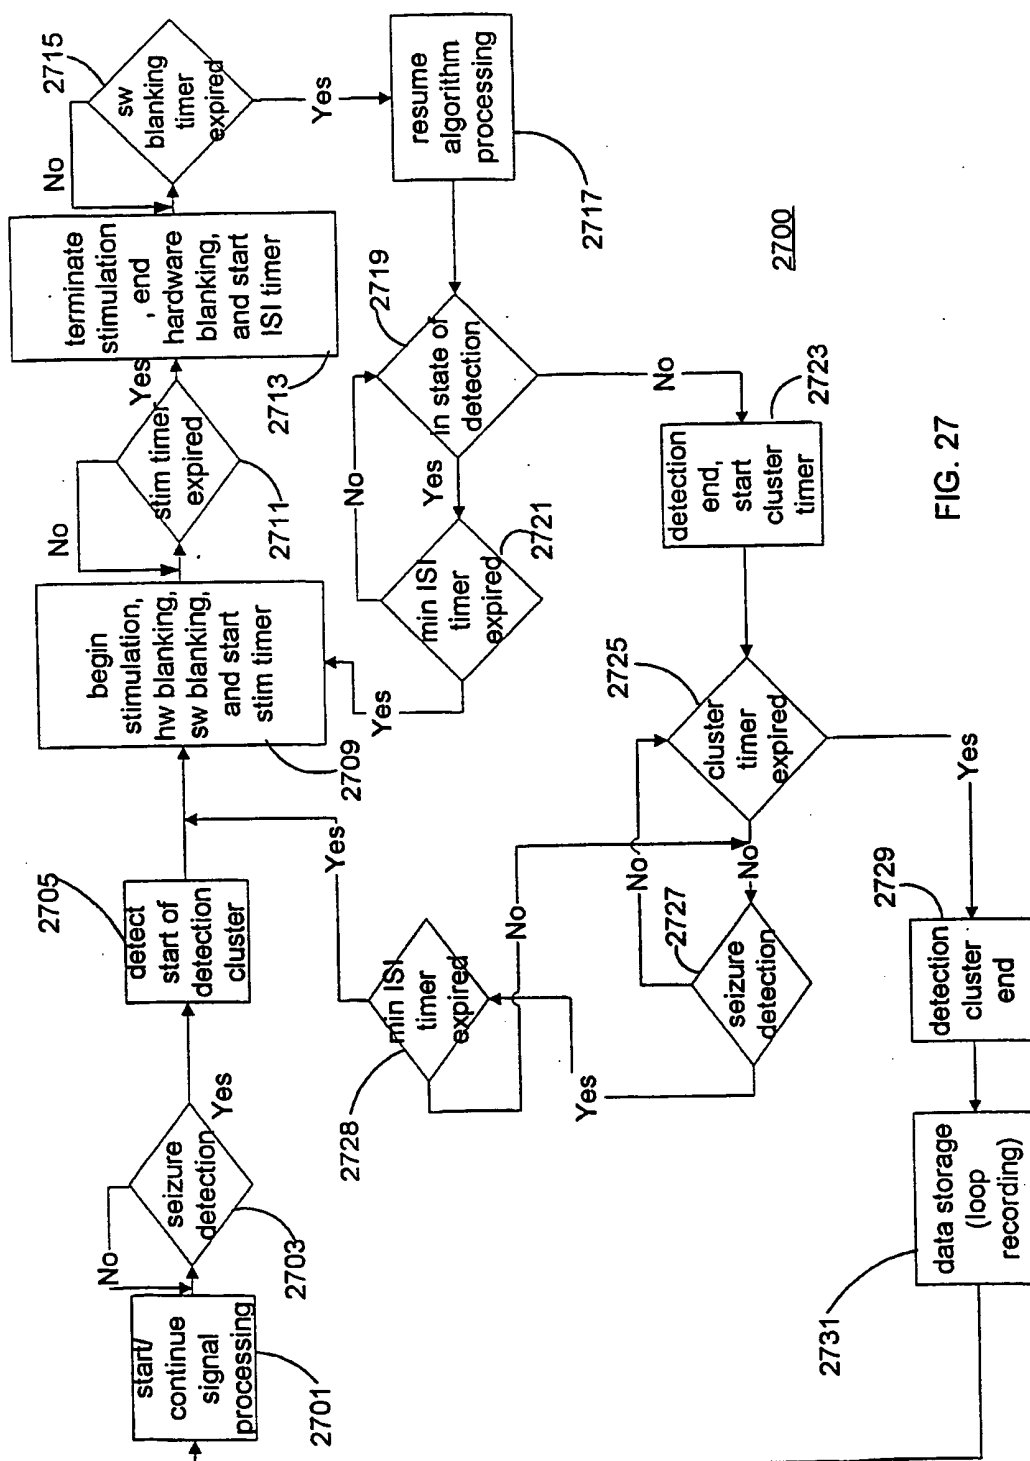 start/
continue
signal
processing
2701
No
seizure
detection
2703
Yes
2705
detect
start of
detection
cluster
begin
stimulation,
hw blanking,
sw blanking,
and start
stim timer
2709
No
stim timer
expired
2711
Yes
terminate
stimulation
, end
hardware
blanking,
and start
ISI timer
2713
No
sw
blanking
timer
expired
2715
Yes
resume
algorithm
processing
2717
in state of
detection
2719
Yes
No
min ISI
timer
expired
2721
No
Yes
detection
end,
start
cluster
timer
2723
cluster
timer
expired
2725
No
Yes
seizure
detection
2727
No
Yes
min ISI
timer
expired
2728
Yes
No
detection
cluster
end
2729
data storage
(loop
recording)
2731
2700
FIG. 27